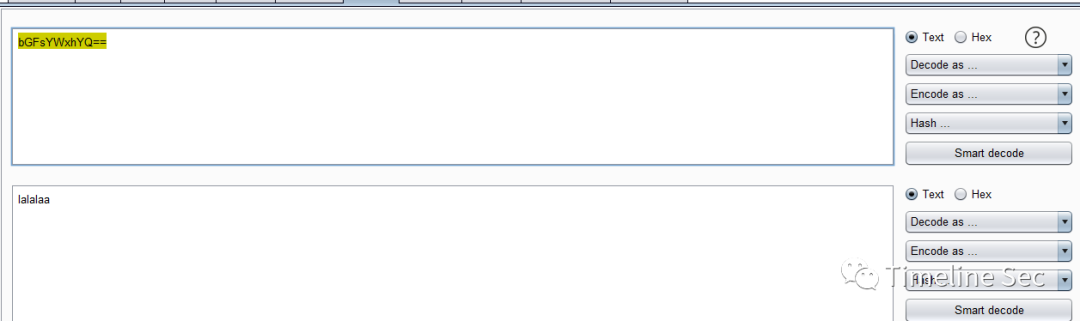 bGFsYWxhYQ==
Text Hex ?
Decode as ...
Encode as ...
Hash ...
Smart decode
lalalaa
Text Hex
Decode as ...
Encode as ...
Hash ...
Timeline Sec
Smart decode